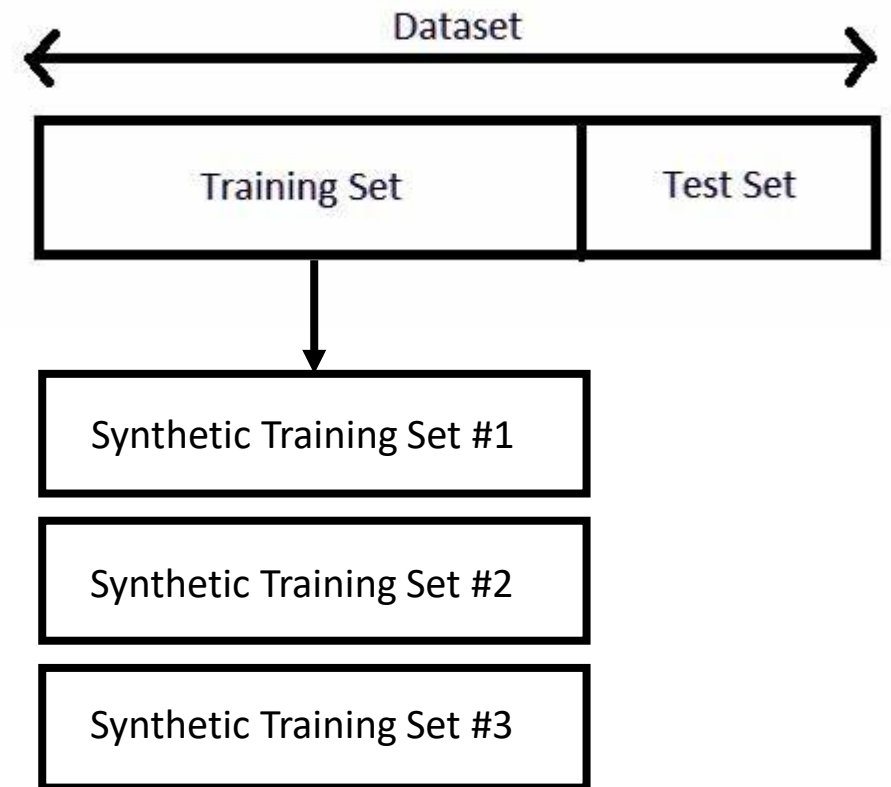 Dataset
Training Set
Test Set
Synthetic Training Set #1
Synthetic Training Set #2
Synthetic Training Set #3